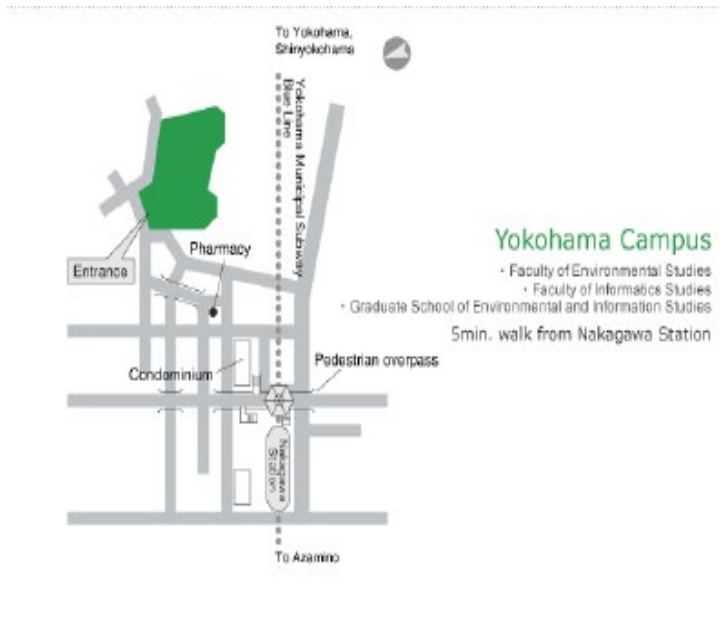 To Yokohama,
Shinyokohama
Yokohama Municipal Subway
Blue Line
Pharmacy
Entrance
Yokohama Campus
・Faculty of Environmental Studies
・Faculty of Informatics Studies
・Graduate School of Environmental and Information Studies
5min. walk from Nakagawa Station
Condominium
Pedestrian overpass
Nakagawa
Station
To Azamino